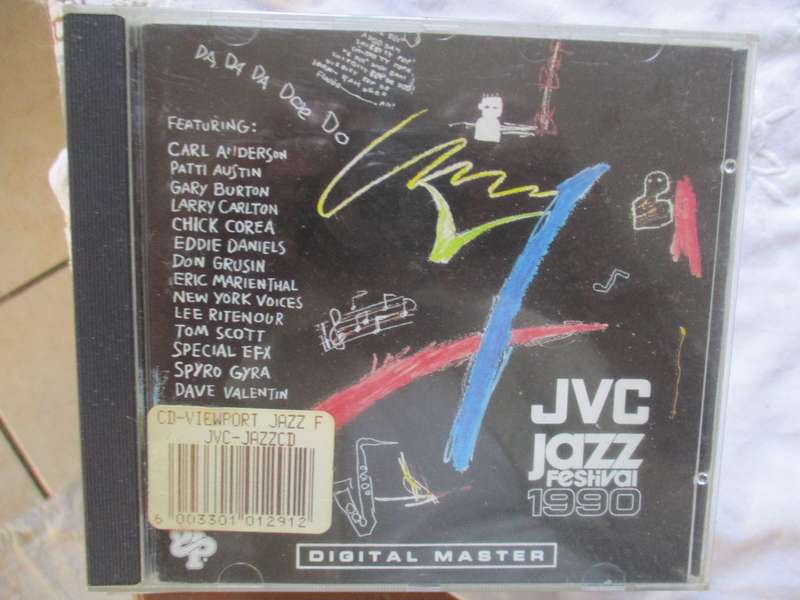 DA DA DA Doe Do
FEATURING:
CARL ANDERSON
PATTI AUSTIN
GARY BURTON
LARRY CARLTON
CHICK COREA
EDDIE DANIELS
DON GRUSIN
ERIC MARIENTHAL
NEW YORK VOICES
LEE RITENOUR
TOM SCOTT
SPECIAL EFX
SPYRO GYRA
DAVE VALENTIN
CD-VIEWPORT JAZZ F
JVC-JAZZCD
6 003301 012912
JVC
jazz
Festival
1990
DIGITAL MASTER